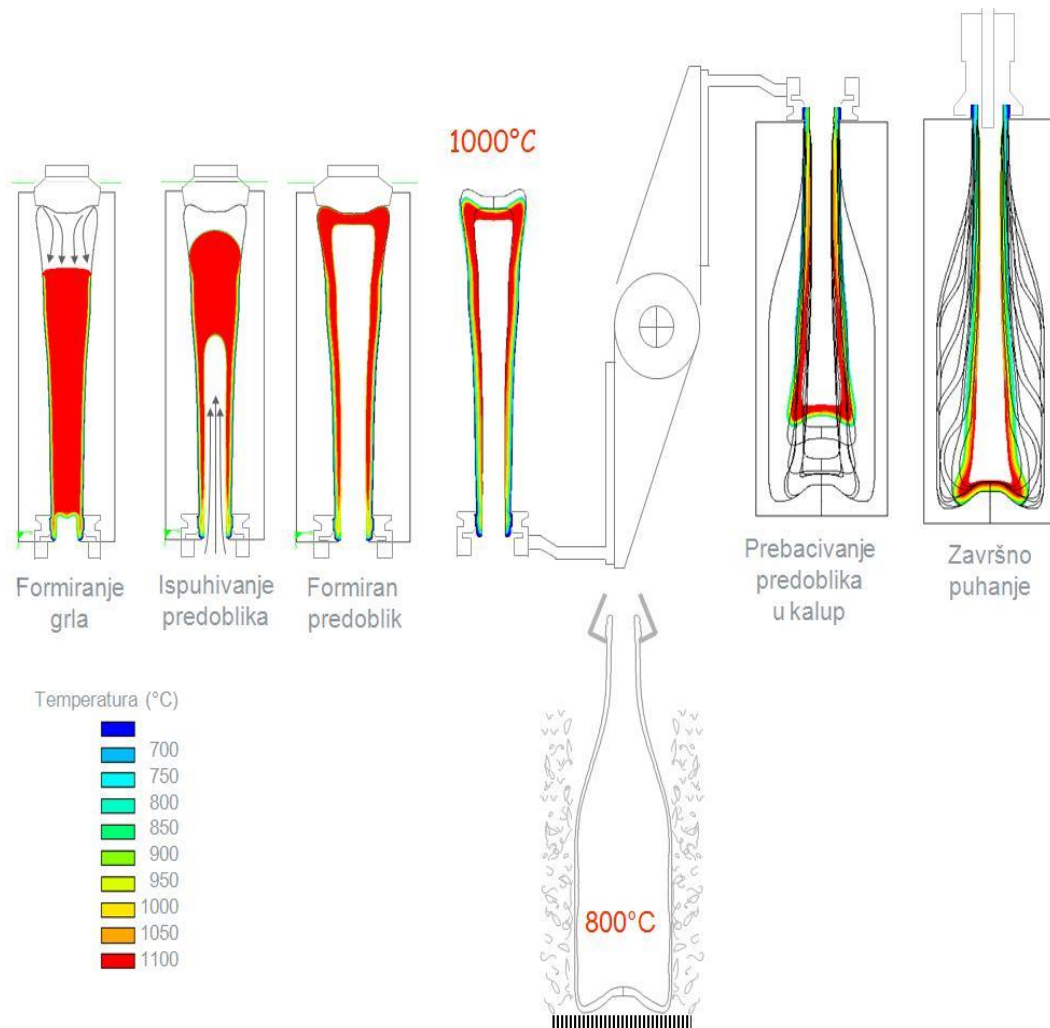 1000°C
Formiranje
grla
Ispuhivanje
predoblika
Formiran
predoblik
Prebacivanje
predoblika
u kalup
Završno
puhanje
Temperatura (°C)
700
750
800
850
900
950
1000
1050
1100
800°C